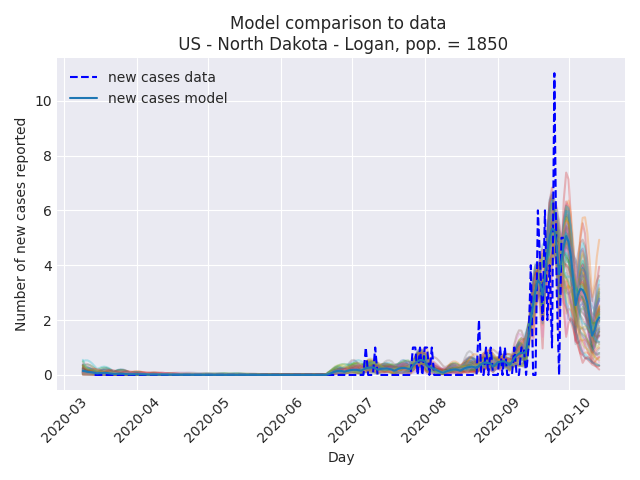 Model comparison to data
US - North Dakota - Logan, pop. = 1850
new cases data
new cases model
Number of new cases reported
10
8
6
4
2
0
2020-03
2020-04
2020-05
2020-06
2020-07
2020-08
2020-09
2020-10
Day